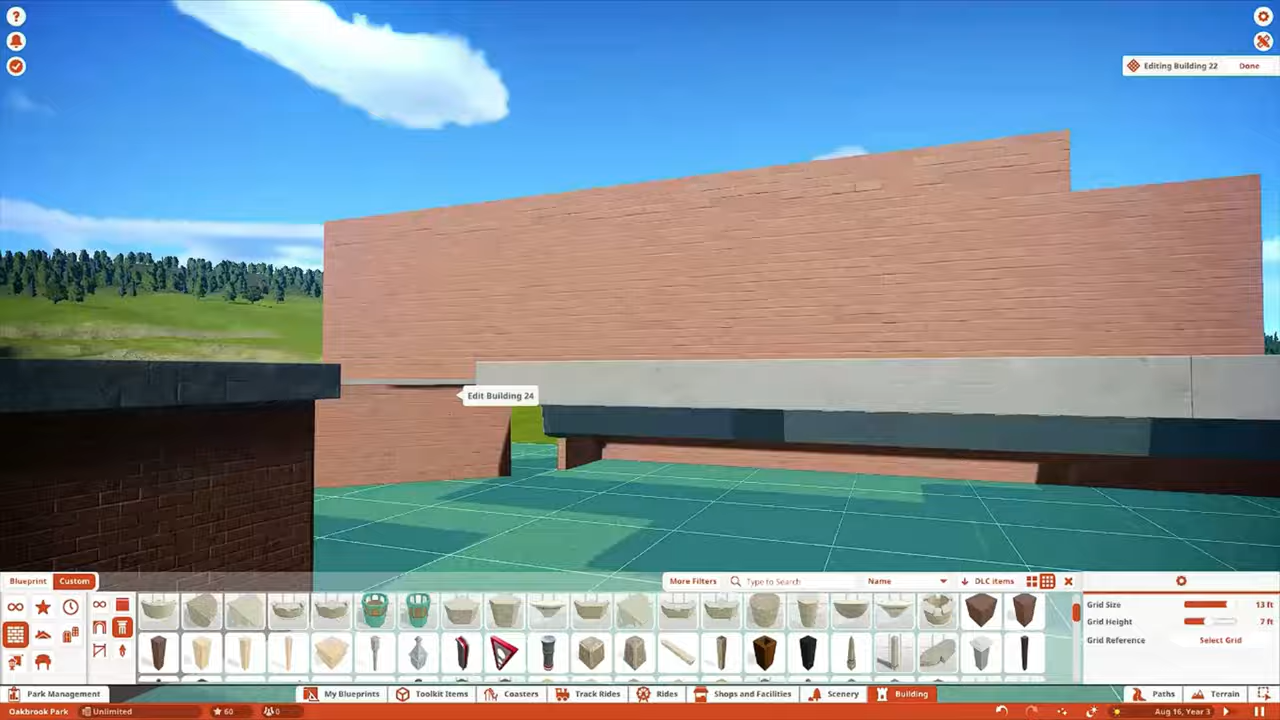 ?
Editing Building 22 Done
Edit Building 24
Blueprint Custom More Filters Type to Search Name DLC items
Grid Size 13 ft
Grid Height 7 ft
Grid Reference Select Grid
Park Management My Blueprints Toolkit Items Coasters Track Rides Rides Shops and Facilities Scenery Building Paths Terrain
Oakbrook Park Unlimited 60 0 Aug 16, Year 3